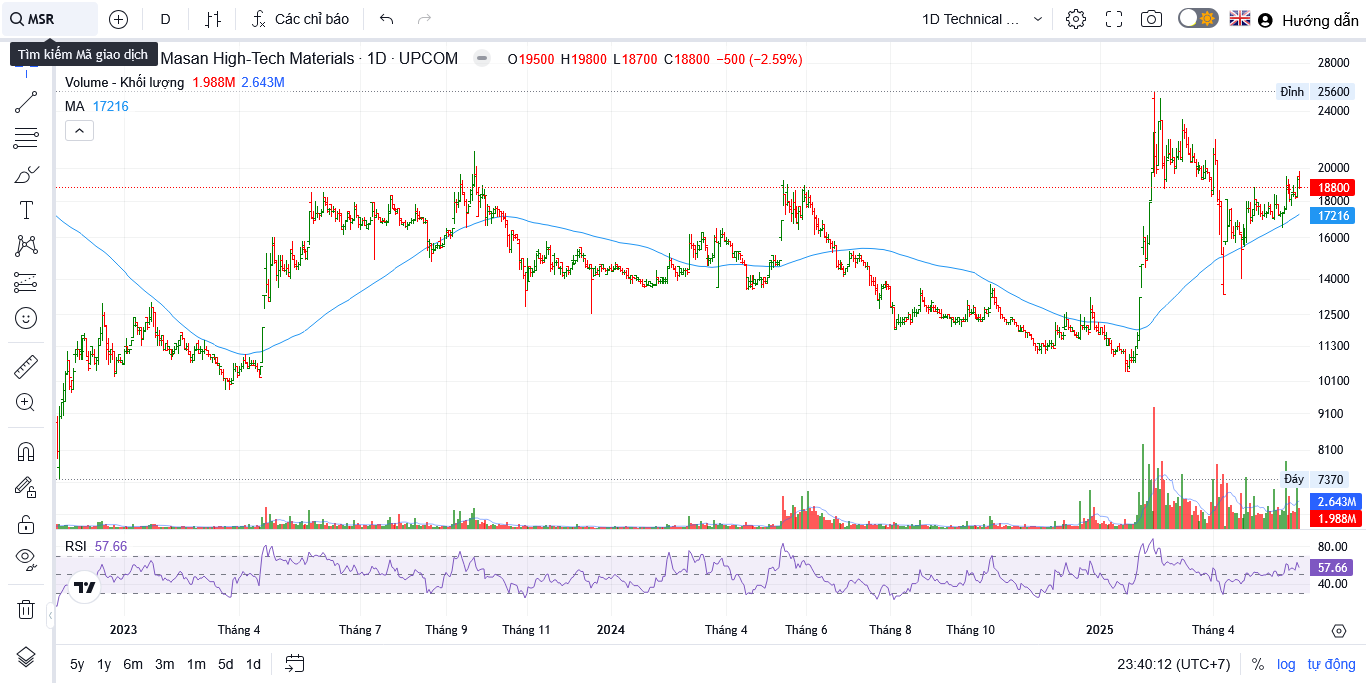 MSR D Các chỉ báo 1D Technical ... Hướng dẫn
Tìm kiếm Mã giao dịch Masan High-Tech Materials · 1D · UPCOM O19500 H19800 L18700 C18800 −500 (−2.59%)
Volume - Khối lượng 1.988M 2.643M
MA 17216
28000
Đỉnh 25600
24000
20000
18800
18000
17216
16000
14000
12500
11300
10100
9100
8100
Đáy 7370
2.643M
1.988M
RSI 57.66
80.00
57.66
40.00
2023 Tháng 4 Tháng 7 Tháng 9 Tháng 11 2024 Tháng 4 Tháng 6 Tháng 8 Tháng 10 2025 Tháng 4
5y 1y 6m 3m 1m 5d 1d 23:40:12 (UTC+7) % log tự động